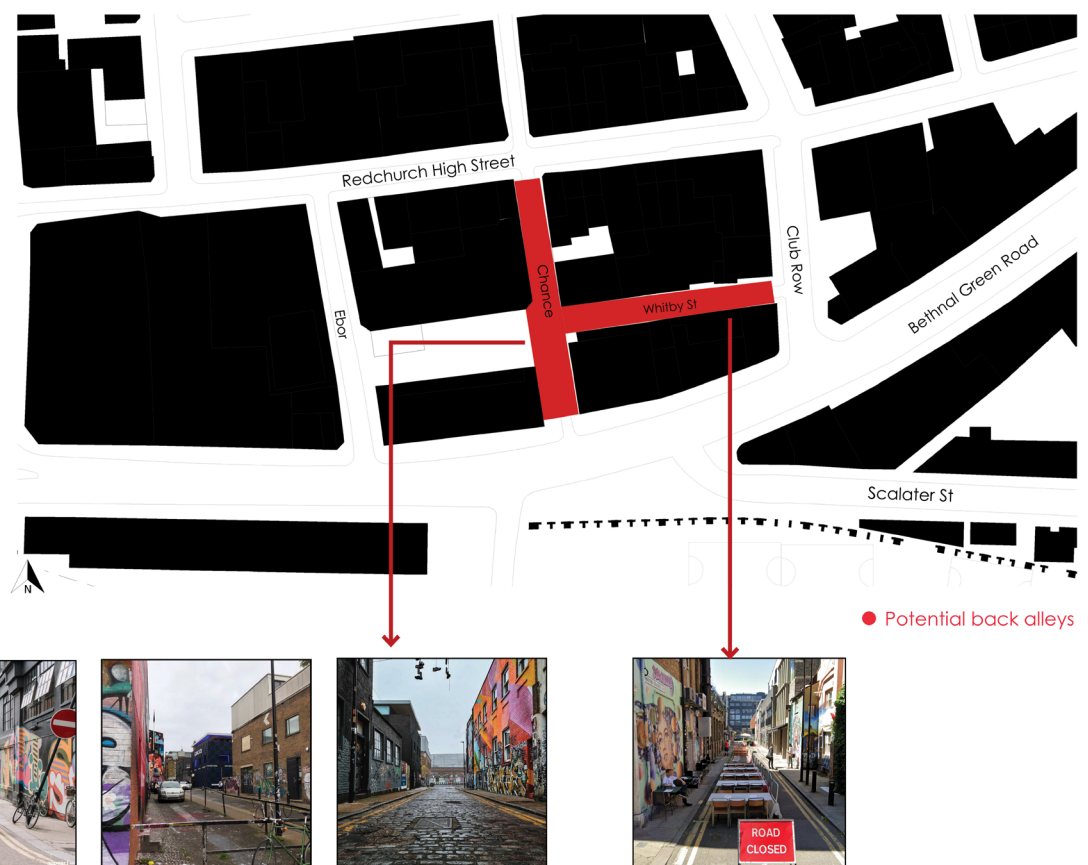 Redchurch High Street
Chance
Club Row
Whitby St
Ebor
Bethnal Green Road
Scalater St
N
Potential back alleys
ROAD
CLOSED